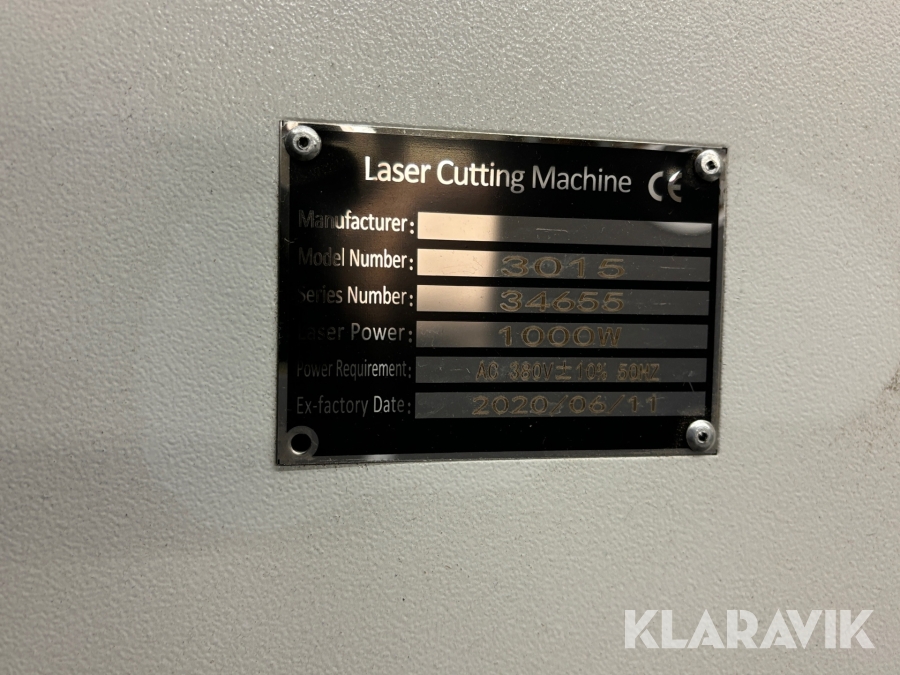 Laser Cutting Machine CE
Manufacturer:
Model Number: 3015
Series Number: 34655
Laser Power: 1000W
Power Requirement: AC 380V±10% 50HZ
Ex-factory Date: 2020/06/11
KLARAVIK